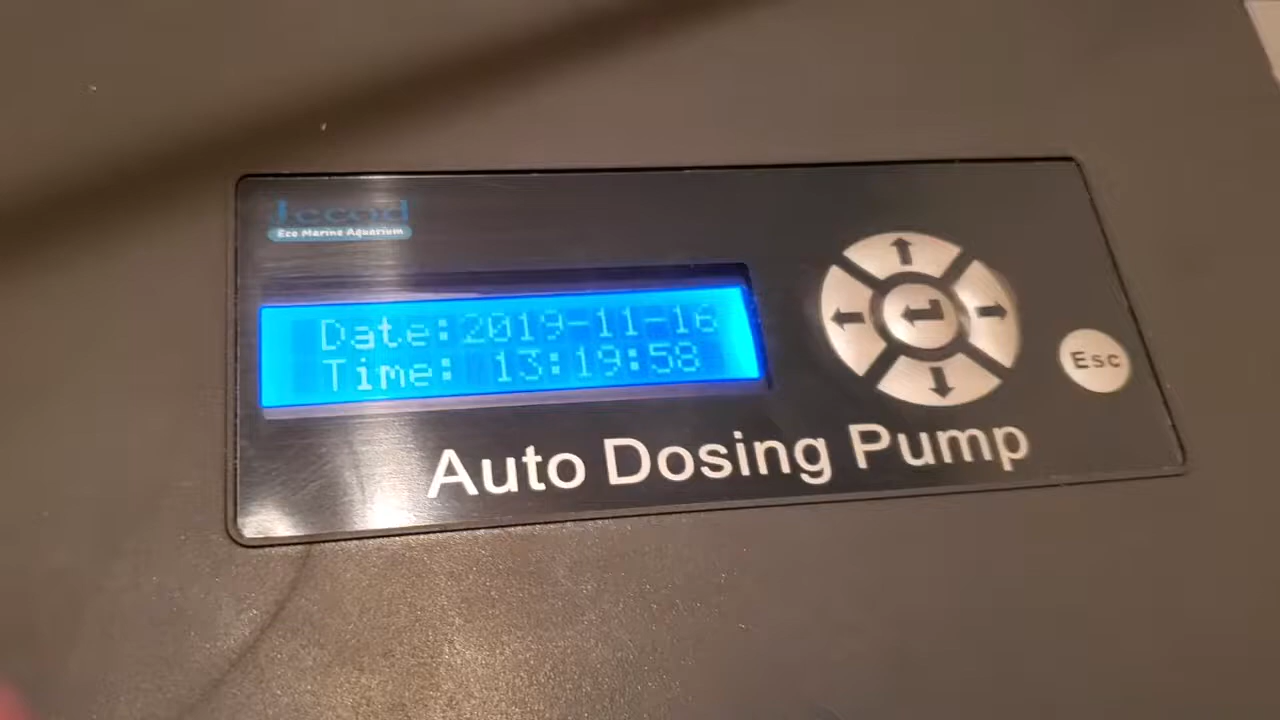 Jecod
Eco Marine Aquarium
Date:2019-11-16
Time: 13:19:58
Esc
Auto Dosing Pump